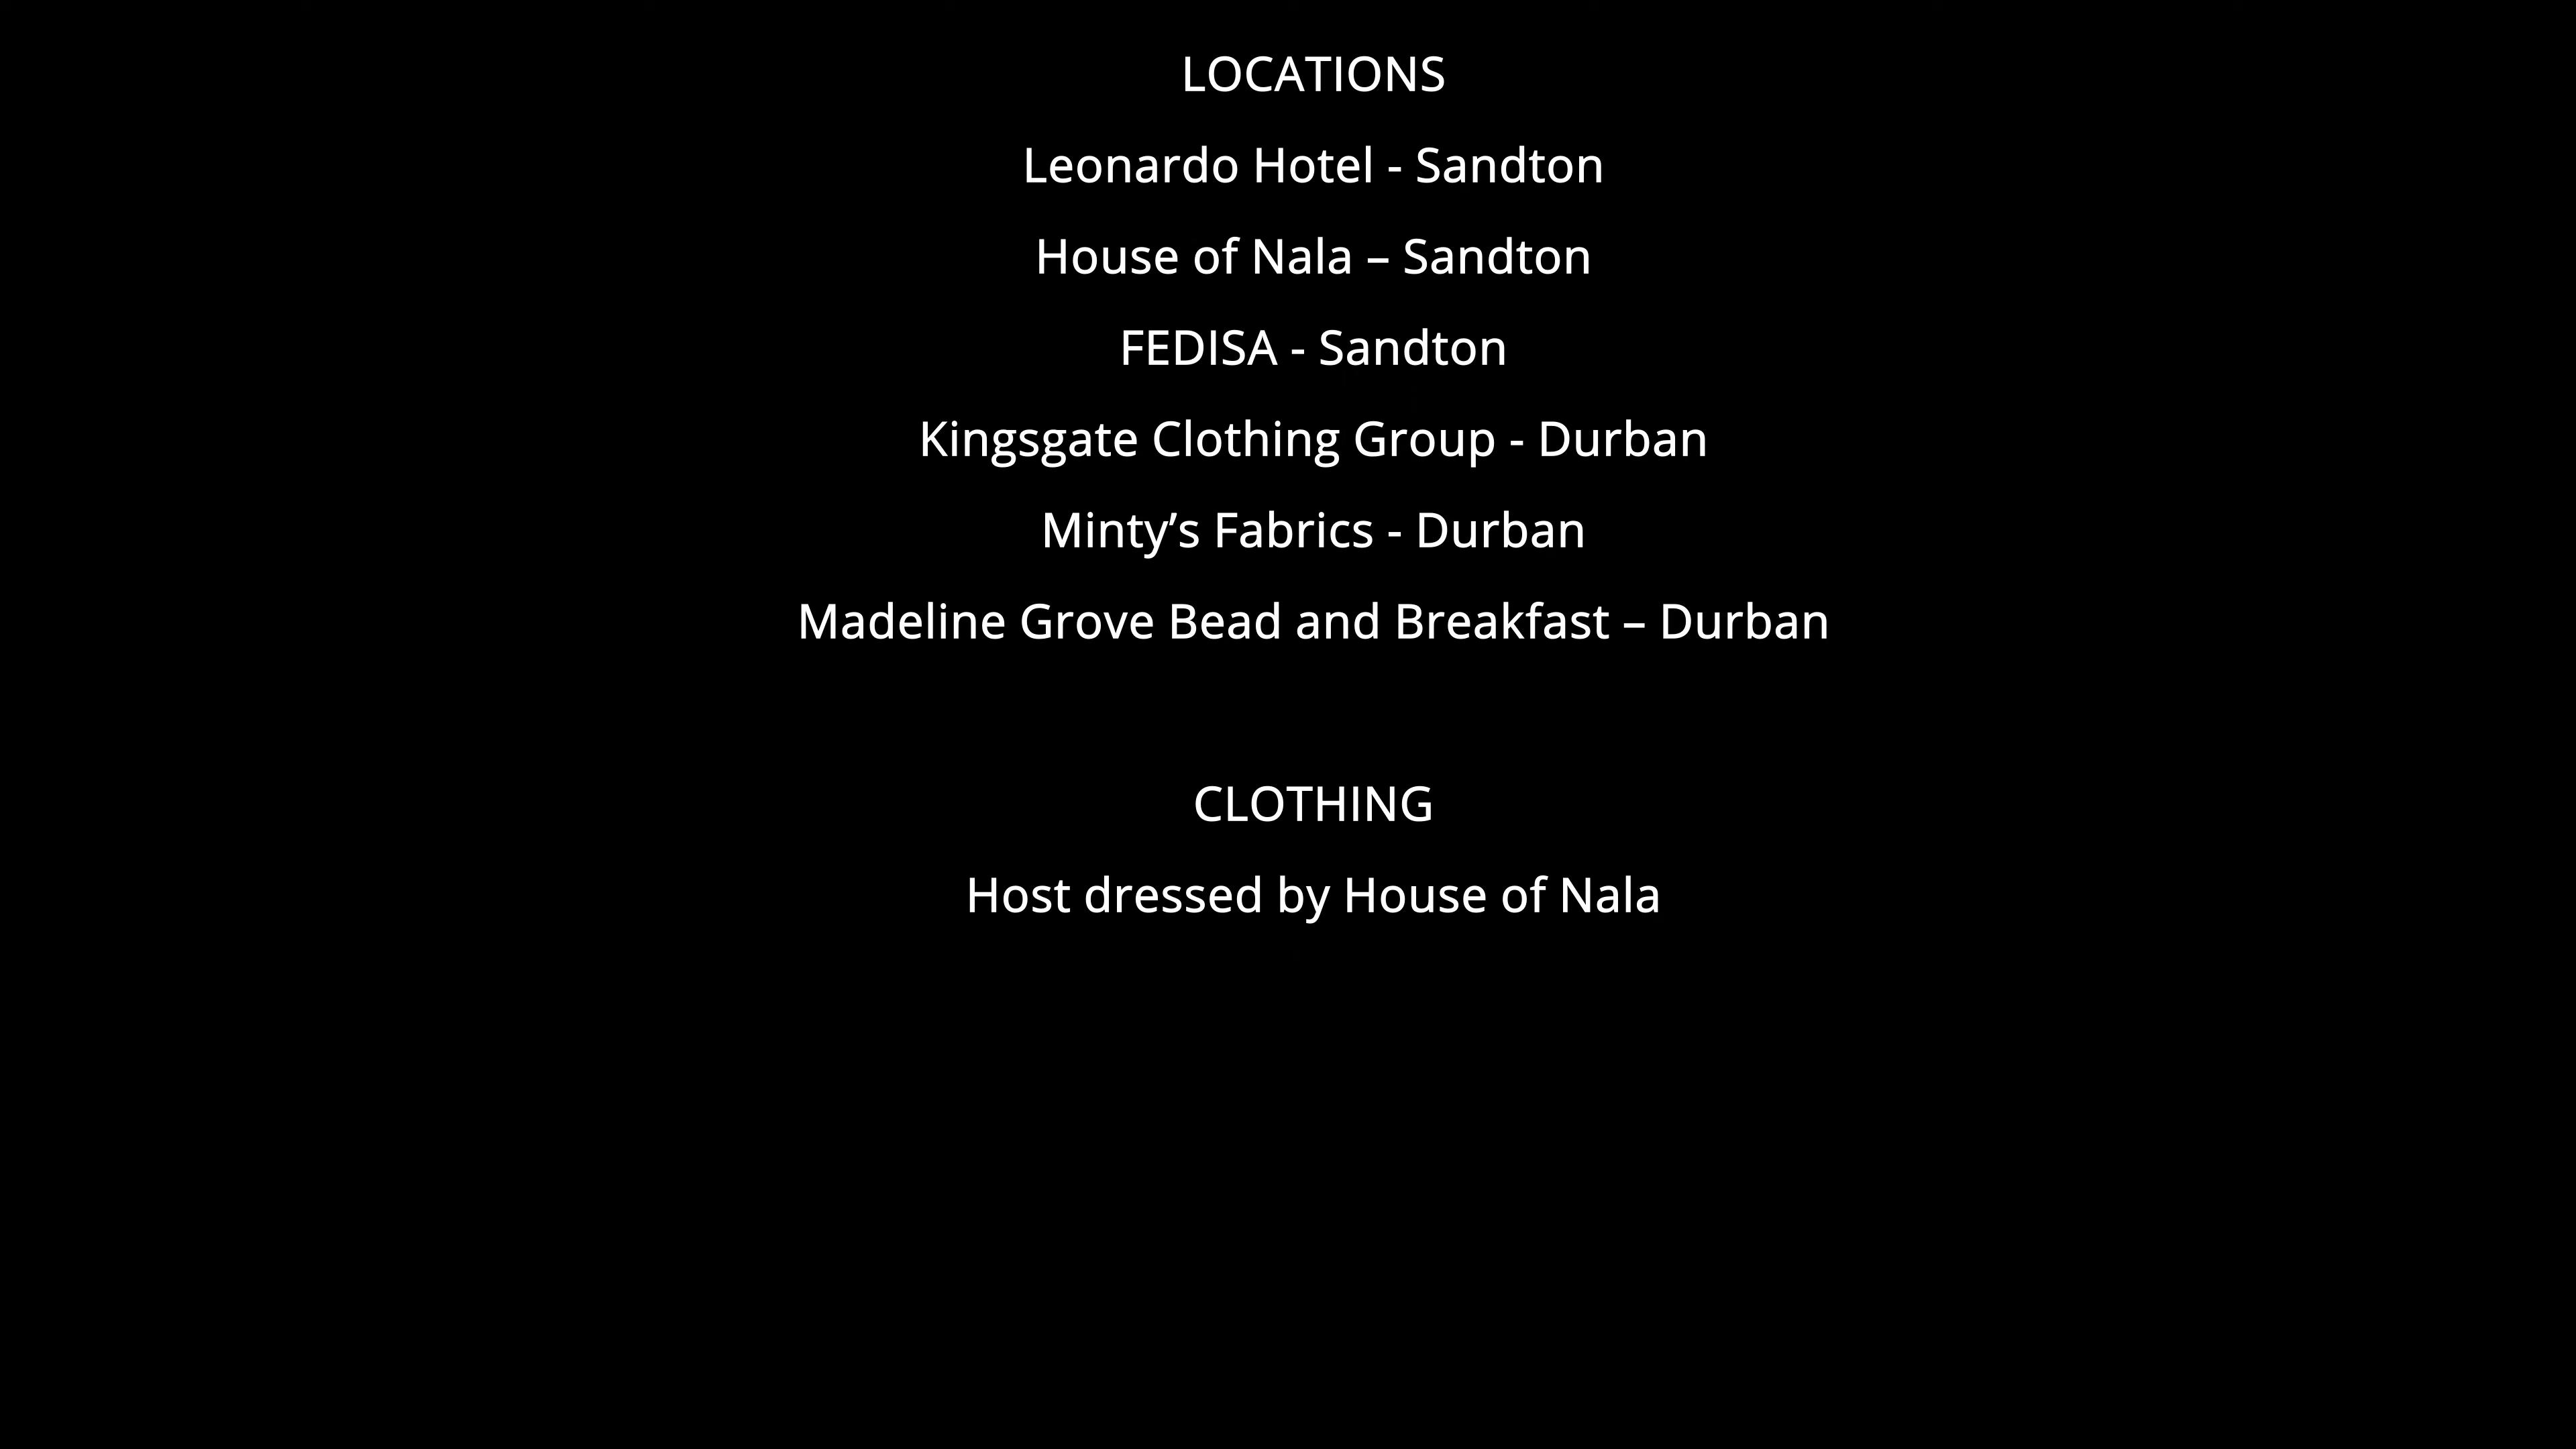 LOCATIONS
Leonardo Hotel - Sandton
House of Nala – Sandton
FEDISA - Sandton
Kingsgate Clothing Group - Durban
Minty’s Fabrics - Durban
Madeline Grove Bead and Breakfast – Durban
CLOTHING
Host dressed by House of Nala